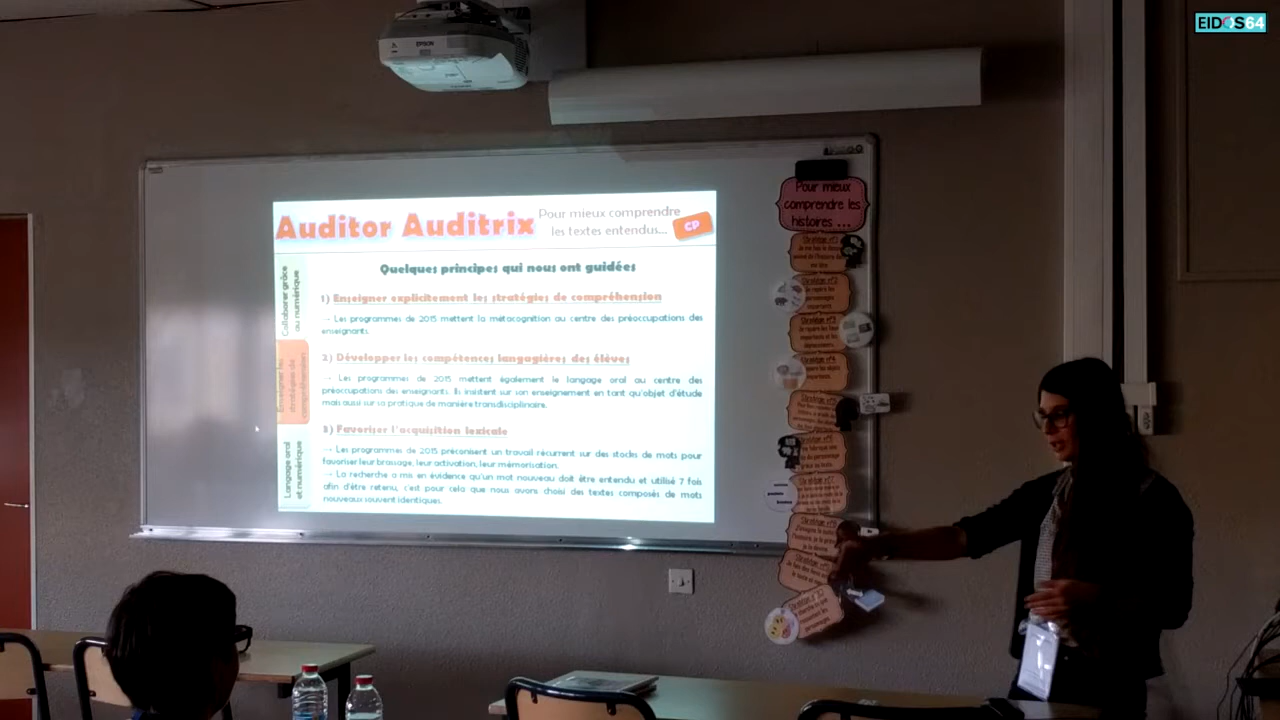 EIDOS64
EPSON
Auditor Auditrix
Pour mieux comprendre
les textes entendus...
CP
Collaborer grâce
au numérique
Enseigner les
stratégies de
compréhension
Langage oral
et numérique
Quelques principes qui nous ont guidées
1) Enseigner explicitement les stratégies de compréhension
→ Les programmes de 2015 mettent la métacognition au centre des préoccupations des
enseignants.
2) Développer les compétences langagières des élèves
→ Les programmes de 2015 mettent également le langage oral au centre des
préoccupations des enseignants. Ils insistent sur son enseignement en tant qu'objet d'étude
mais aussi sur sa pratique de manière transdisciplinaire.
3) Favoriser l'acquisition lexicale
→ Les programmes de 2015 préconisent un travail récurrent sur des stocks de mots pour
favoriser leur brassage, leur activation, leur mémorisation.
→ La recherche a mis en évidence qu'un mot nouveau doit être entendu et utilisé 7 fois
afin d'être retenu, c'est pour cela que nous avons choisi des textes composés de mots
nouveaux souvent identiques.
Pour mieux
comprendre les
histoires ...